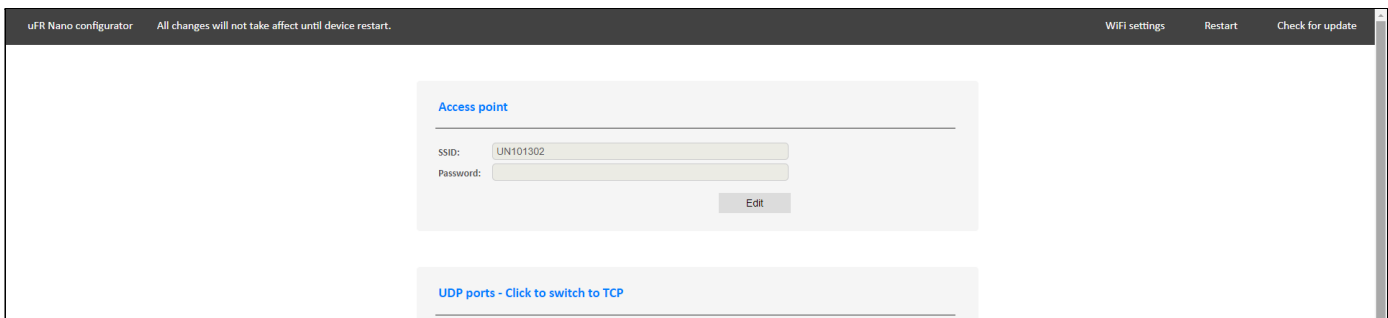 uFR Nano configurator All changes will not take affect until device restart. WiFi settings Restart Check for update
Access point
SSID: UN101302
Password:
Edit
UDP ports - Click to switch to TCP